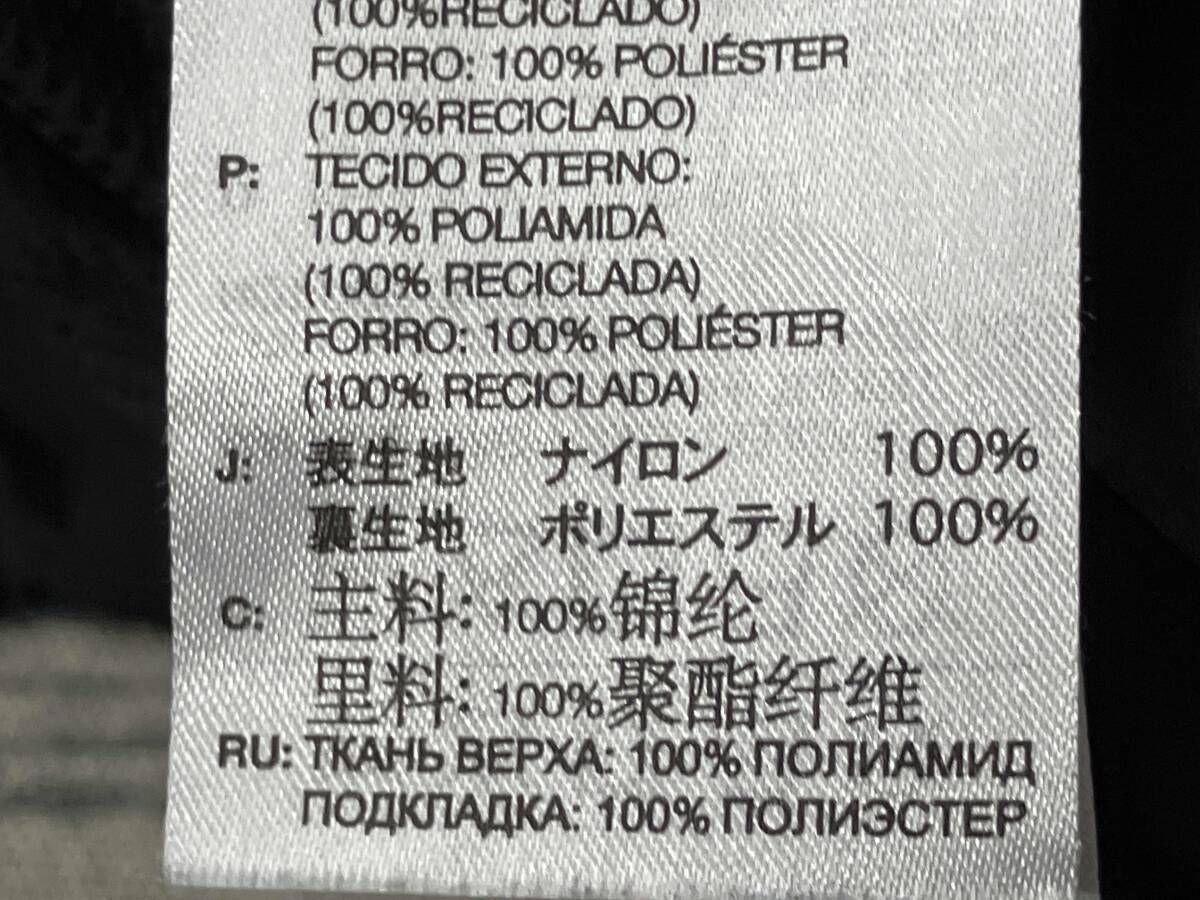 (100%RECICLADO)
FORRO: 100% POLIÉSTER
(100%RECICLADO)
P: TECIDO EXTERNO:
100% POLIAMIDA
(100% RECICLADA)
FORRO: 100% POLIÉSTER
(100% RECICLADA)
J: 表生地 ナイロン 100%
裏生地 ポリエステル 100%
C: 主料: 100%锦纶
里料: 100%聚酯纤维
RU: ТКАНЬ ВЕРХА: 100% ПОЛИАМИД
ПОДКЛАДКА: 100% ПОЛИЭСТЕР